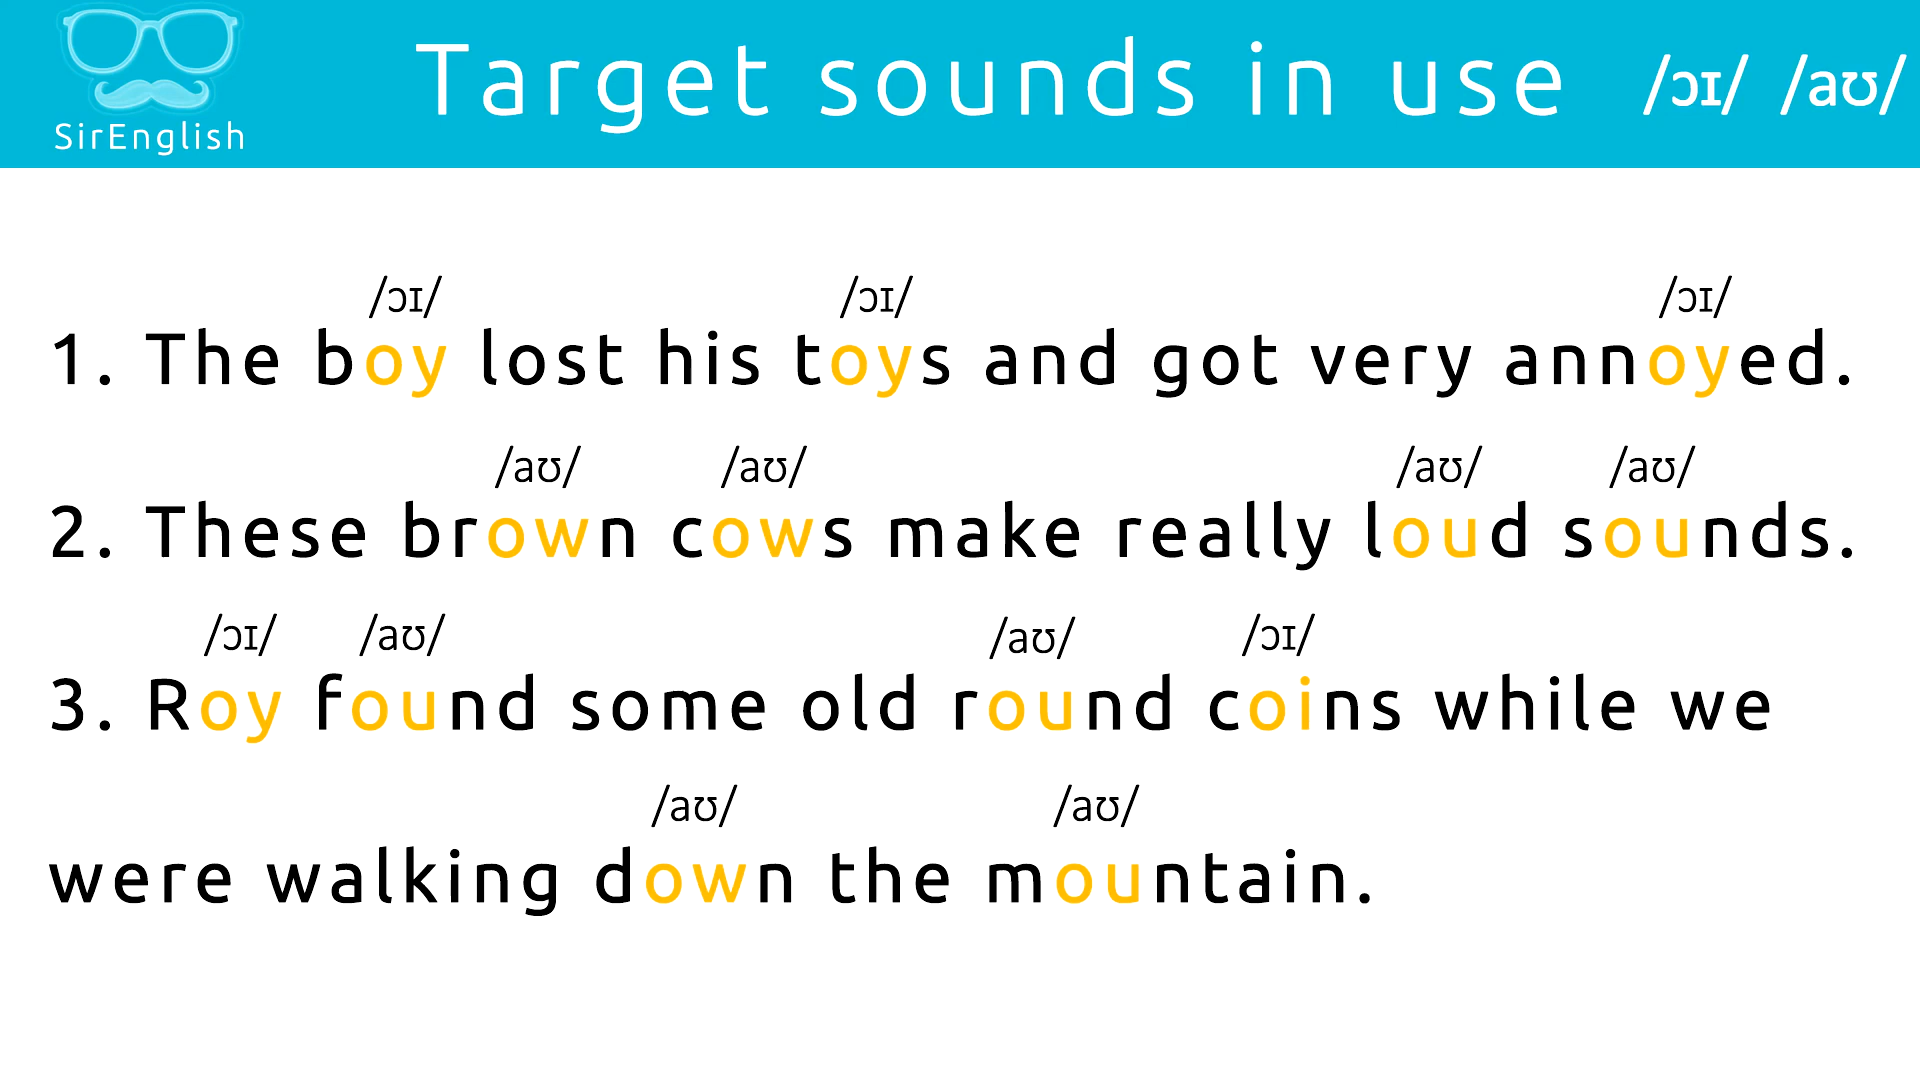 SirEnglish
Target sounds in use /ɔɪ/ /aʊ/
/ɔɪ/ /ɔɪ/ /ɔɪ/
1. The boy lost his toys and got very annoyed.
/aʊ/ /aʊ/ /aʊ/ /aʊ/
2. These brown cows make really loud sounds.
/ɔɪ/ /aʊ/ /aʊ/ /ɔɪ/
3. Roy found some old round coins while we
/aʊ/ /aʊ/
were walking down the mountain.